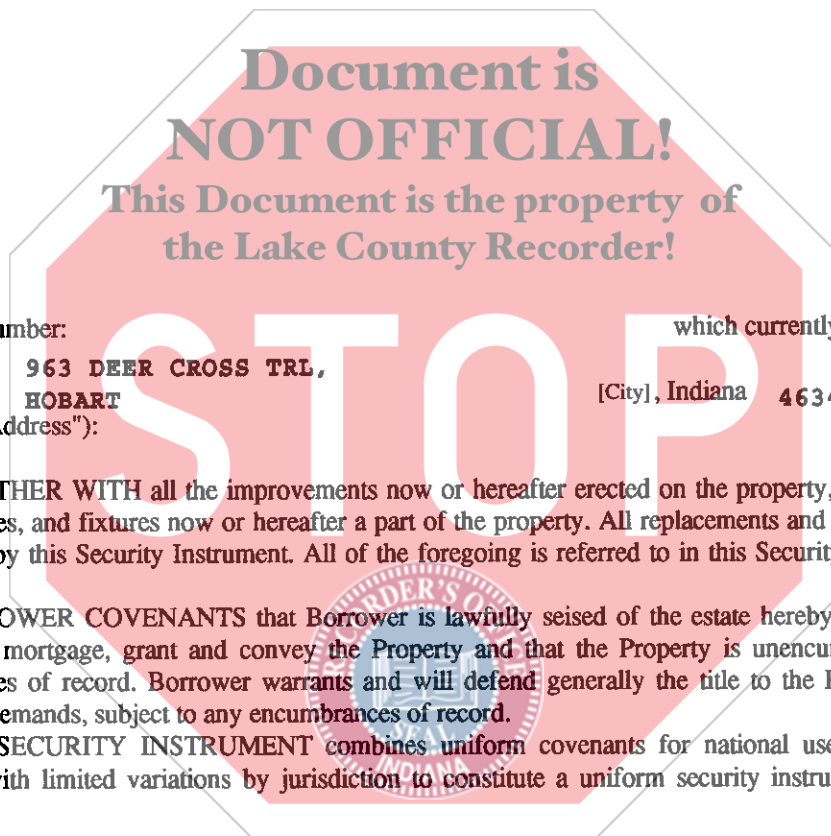 Document is
NOT OFFICIAL!
This Document is the property of
the Lake County Recorder!
mber: which currently
963 DEER CROSS TRL,
HOBART [City], Indiana 4634
ddress"):
STOP
THER WITH all the improvements now or hereafter erected on the property,
es, and fixtures now or hereafter a part of the property. All replacements and
by this Security Instrument. All of the foregoing is referred to in this Security
OWER COVENANTS that Borrower is lawfully seised of the estate hereby
mortgage, grant and convey the Property and that the Property is unencu
es of record. Borrower warrants and will defend generally the title to the
emands, subject to any encumbrances of record.
SECURITY INSTRUMENT combines uniform covenants for national use
ith limited variations by jurisdiction to constitute a uniform security instru
RECORDER'S OFFICE
SEAL
INDIANA